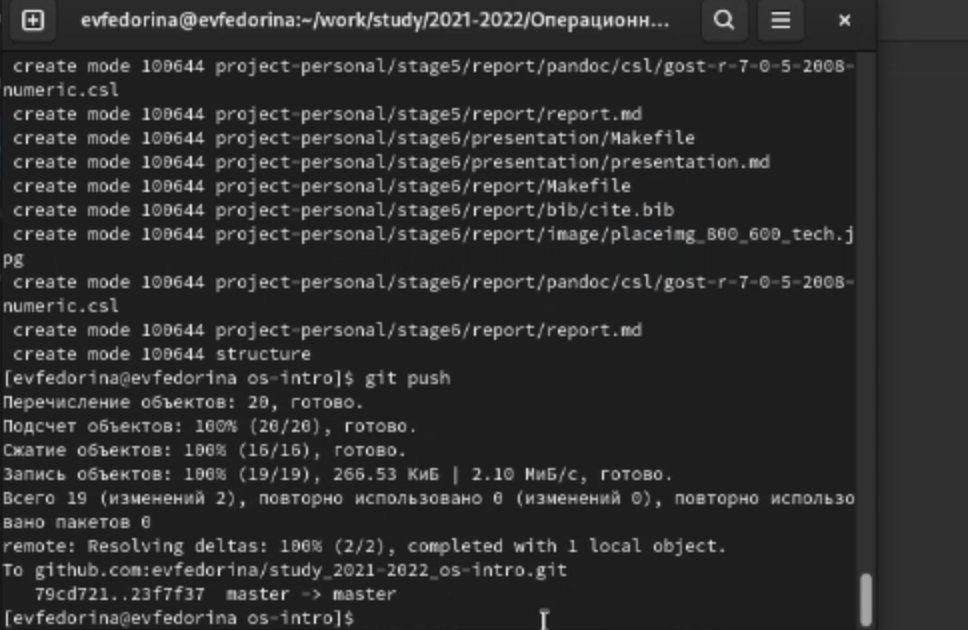 evfedorina@evfedorina:~/work/study/2021-2022/Операционн...
create mode 100644 project-personal/stage5/report/pandoc/csl/gost-r-7-0-5-2008-
numeric.csl
create mode 100644 project-personal/stage5/report/report.md
create mode 100644 project-personal/stage6/presentation/Makefile
create mode 100644 project-personal/stage6/presentation/presentation.md
create mode 100644 project-personal/stage6/report/Makefile
create mode 100644 project-personal/stage6/report/bib/cite.bib
create mode 100644 project-personal/stage6/report/image/placeimg_800_600_tech.j
pg
create mode 100644 project-personal/stage6/report/pandoc/csl/gost-r-7-0-5-2008-
numeric.csl
create mode 100644 project-personal/stage6/report/report.md
create mode 100644 structure
[evfedorina@evfedorina os-intro]$ git push
Перечисление объектов: 20, готово.
Подсчет объектов: 100% (20/20), готово.
Сжатие объектов: 100% (16/16), готово.
Запись объектов: 100% (19/19), 266.53 КиБ | 2.10 МиБ/с, готово.
Всего 19 (изменений 2), повторно использовано 0 (изменений 0), повторно использо
вано пакетов 0
remote: Resolving deltas: 100% (2/2), completed with 1 local object.
To github.com:evfedorina/study_2021-2022_os-intro.git
79cd721..23f7f37  master -> master
[evfedorina@evfedorina os-intro]$